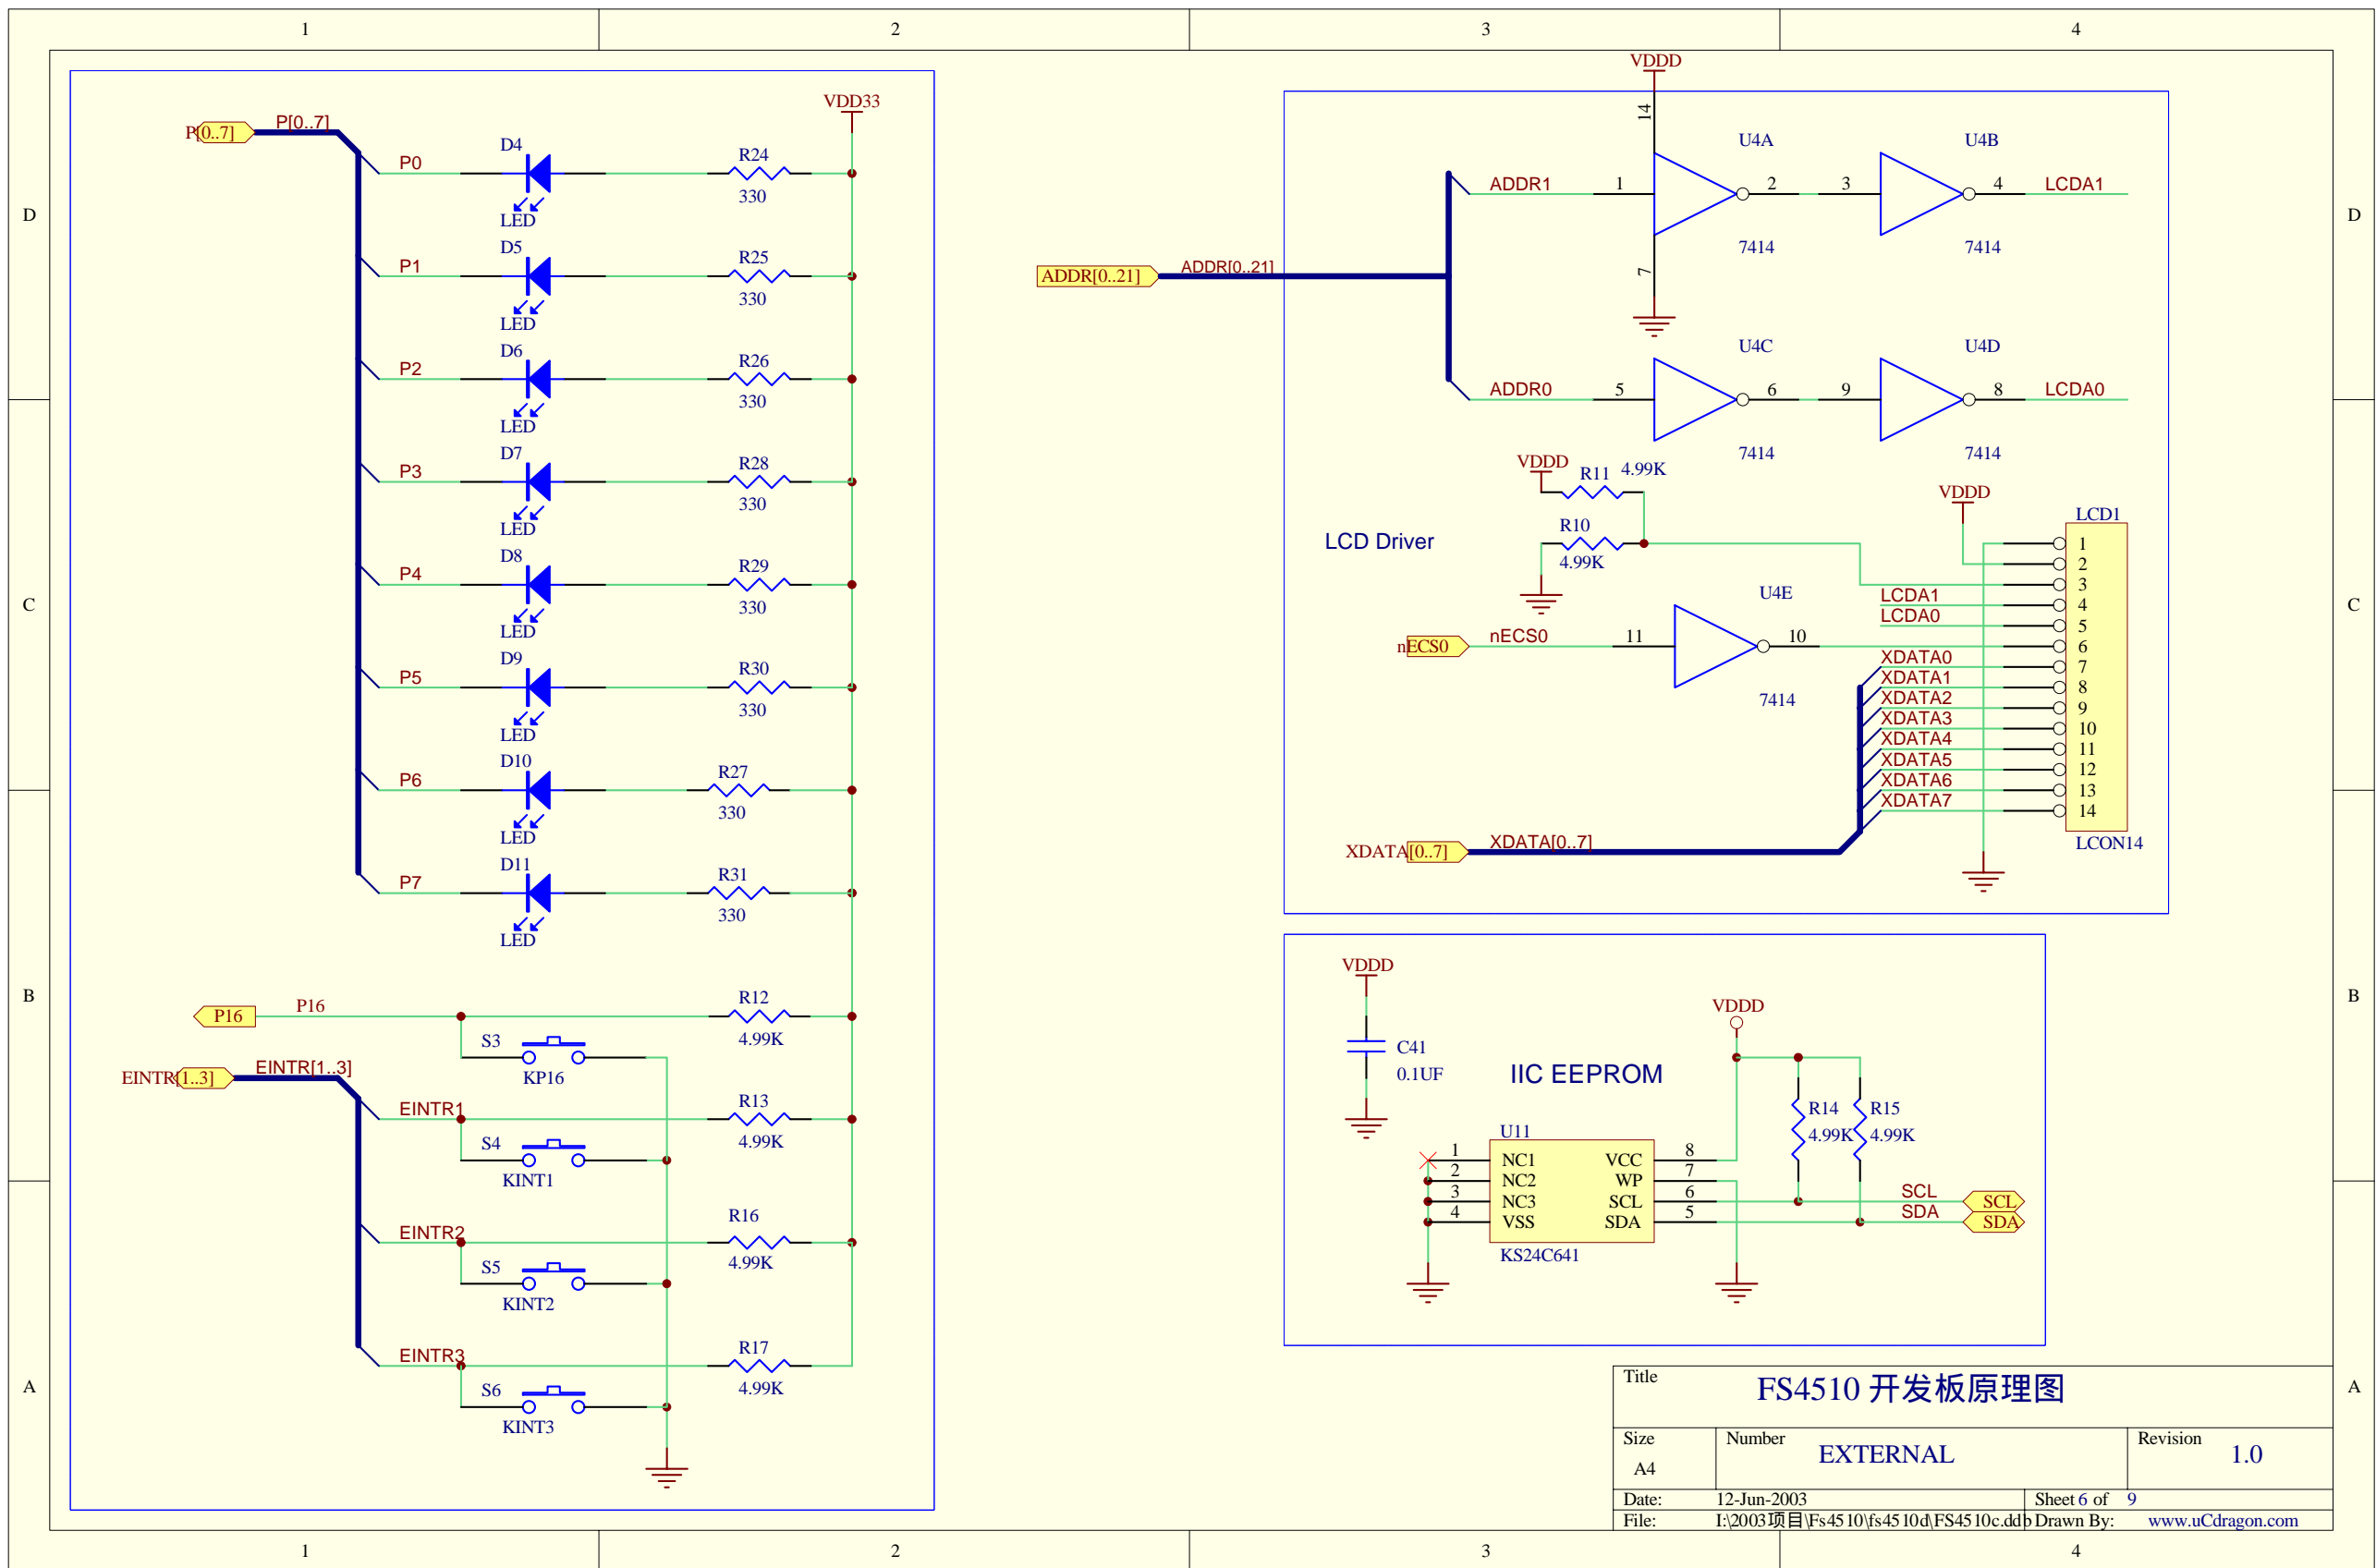 1
2
3
4
D
C
B
A
D
C
B
A
P[0..7]
P[0..7]
VDD33
P0
D4
LED
R24
330
P1
D5
LED
R25
330
P2
D6
LED
R26
330
P3
D7
LED
R28
330
P4
D8
LED
R29
330
P5
D9
LED
R30
330
P6
D10
LED
R27
330
P7
D11
LED
R31
330
P16
P16
R12
4.99K
S3
KP16
EINTR[1..3]
EINTR[1..3]
EINTR1
R13
4.99K
S4
KINT1
EINTR2
R16
4.99K
S5
KINT2
EINTR3
R17
4.99K
S6
KINT3
VDDD
14
U4A
U4B
ADDR1
1
2
3
4
LCDA1
7414
7414
7
ADDR[0..21]
ADDR[0..21]
U4C
U4D
ADDR0
5
6
9
8
LCDA0
7414
7414
VDDD
R11
4.99K
R10
4.99K
LCD Driver
VDDD
LCD1
1
2
3
LCDA1
4
LCDA0
5
U4E
nECS0
nECS0
11
10
7414
6
XDATA0
7
XDATA1
8
XDATA2
9
XDATA3
10
XDATA4
11
XDATA5
12
XDATA6
13
XDATA7
14
LCON14
XDATA[0..7]
XDATA[0..7]
VDDD
C41
0.1UF
IIC EEPROM
VDDD
R14
4.99K
R15
4.99K
U11
1
NC1
VCC
8
2
NC2
WP
7
3
NC3
SCL
6
4
VSS
SDA
5
KS24C641
SCL
SCL
SDA
SDA
Title
FS4510 开发板原理图
Size
A4
Number
EXTERNAL
Revision
1.0
Date:
12-Jun-2003
Sheet 6 of 9
File:
I:\2003项目\Fs4510\fs4510d\FS4510c.ddb
Drawn By:
www.uCdragon.com
1
2
3
4